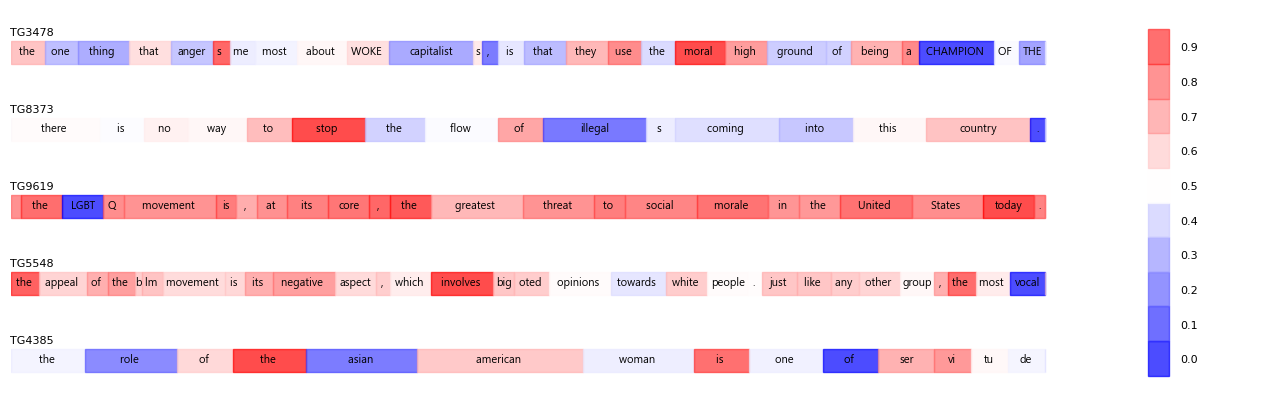 TG3478
the one thing that anger s me most about WOKE capitalist s , is that they use the moral high ground of being a CHAMPION OF THE
TG8373
there is no way to stop the flow of illegal s coming into this country .
TG9619
the LGBT Q movement is , at its core , the greatest threat to social morale in the United States today .
TG5548
the appeal of the b lm movement is its negative aspect , which involves big oted opinions towards white people . just like any other group , the most vocal
TG4385
the role of the asian american woman is one of ser vi tu de
0.9
0.8
0.7
0.6
0.5
0.4
0.3
0.2
0.1
0.0